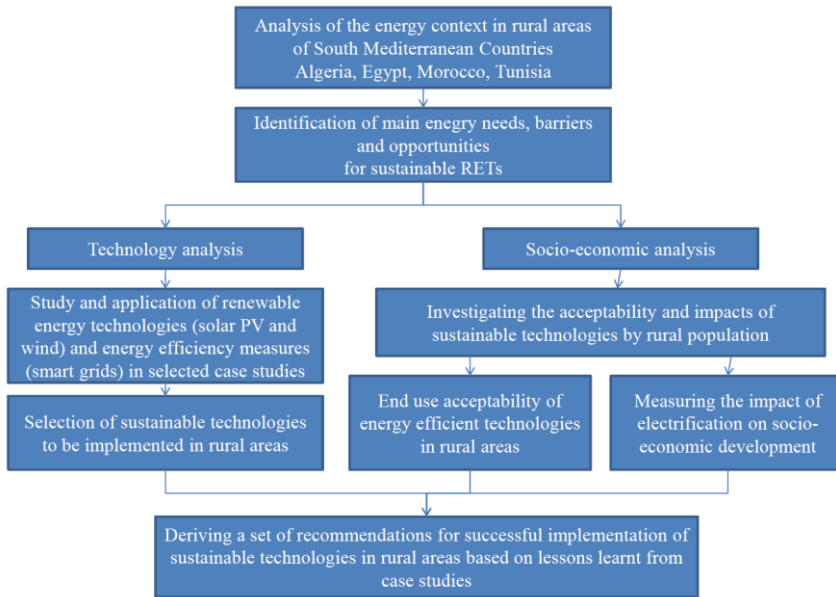 Analysis of the energy context in rural areas
of South Mediterranean Countries
Algeria, Egypt, Morocco, Tunisia
Identification of main enegry needs, barriers
and opportunities
for sustainable RETs
Technology analysis
Socio-economic analysis
Study and application of renewable
energy technologies (solar PV and
wind) and energy efficiency measures
(smart grids) in selected case studies
Investigating the acceptability and impacts of
sustainable technologies by rural population
Selection of sustainable technologies
to be implemented in rural areas
End use acceptability of
energy efficient technologies
in rural areas
Measuring the impact of
electrification on socio-
economic development
Deriving a set of recommendations for successful implementation of
sustainable technologies in rural areas based on lessons learnt from
case studies